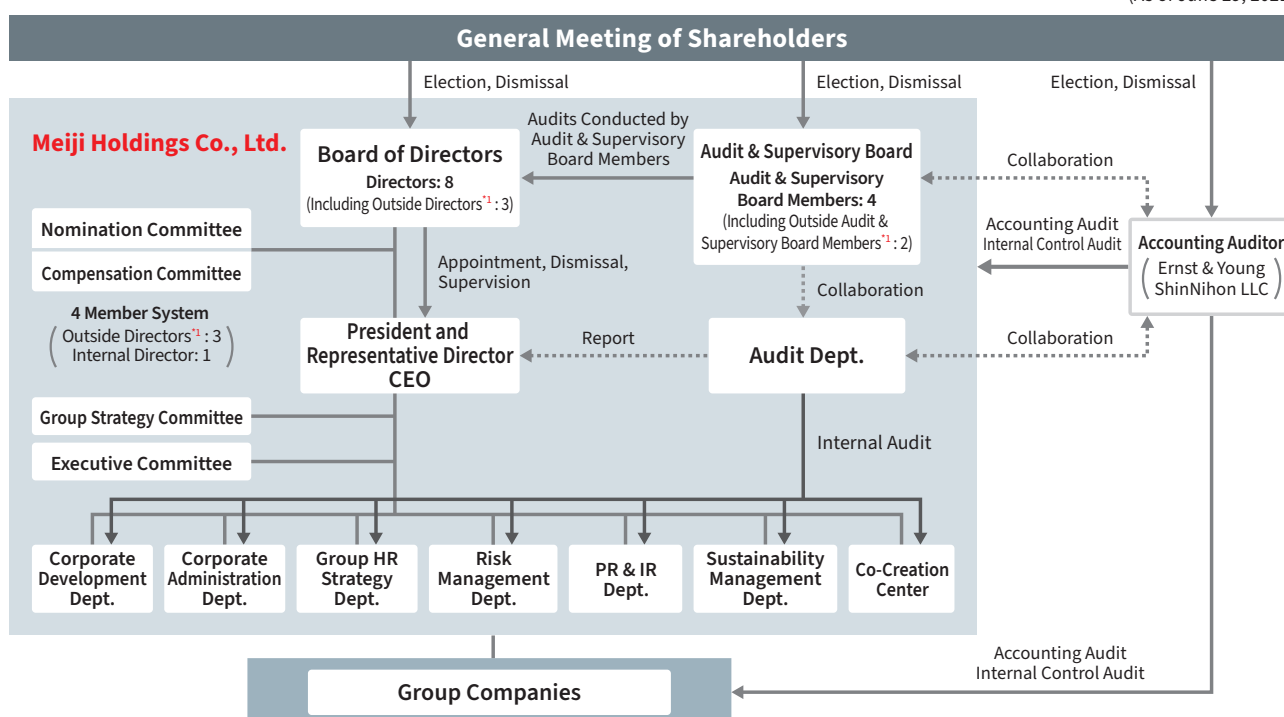 General Meeting of Shareholders
Election, Dismissal
Election, Dismissal
Election, Dismissal
Meiji Holdings Co., Ltd.
Board of Directors
Directors: 8
(Including Outside Directors*1 : 3)
Audits Conducted by
Audit & Supervisory
Board Members
Audit & Supervisory Board
Audit & Supervisory
Board Members: 4
(Including Outside Audit &
Supervisory Board Members*1 : 2)
Collaboration
Accounting Audit
Internal Control Audit
Accounting Auditor
(Ernst & Young
ShinNihon LLC)
Nomination Committee
Compensation Committee
4 Member System
(Outside Directors*1 : 3
Internal Director: 1)
Appointment, Dismissal,
Supervision
Collaboration
President and
Representative Director
CEO
Report
Audit Dept.
Collaboration
Group Strategy Committee
Executive Committee
Internal Audit
Corporate
Development
Dept.
Corporate
Administration
Dept.
Group HR
Strategy
Dept.
Risk
Management
Dept.
PR & IR
Dept.
Sustainability
Management
Dept.
Co-Creation
Center
Accounting Audit
Internal Control Audit
Group Companies